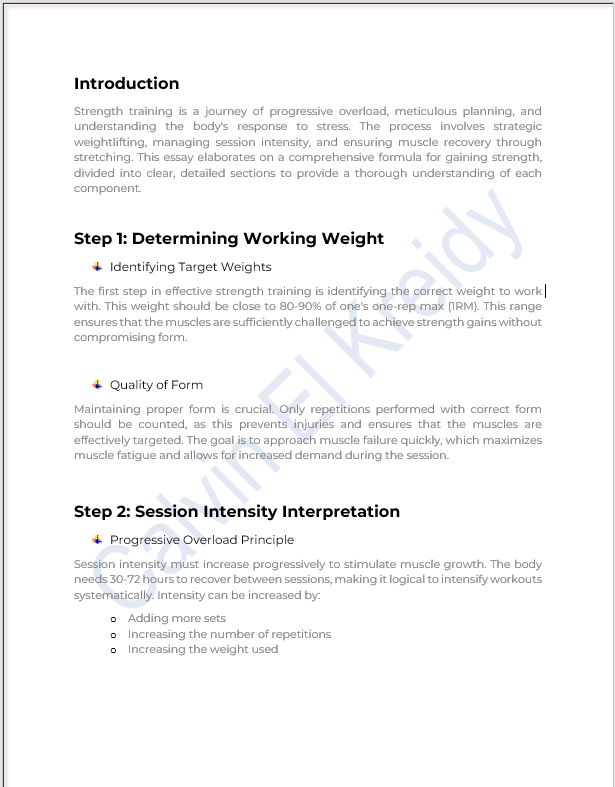 Introduction
Strength training is a journey of progressive overload, meticulous planning, and
understanding the body's response to stress. The process involves strategic
weightlifting, managing session intensity, and ensuring muscle recovery through
stretching. This essay elaborates on a comprehensive formula for gaining strength,
divided into clear, detailed sections to provide a thorough understanding of each
component.
Step 1: Determining Working Weight
Identifying Target Weights
The first step in effective strength training is identifying the correct weight to work
with. This weight should be close to 80-90% of one's one-rep max (1RM). This range
ensures that the muscles are sufficiently challenged to achieve strength gains without
compromising form.
Quality of Form
Maintaining proper form is crucial. Only repetitions performed with correct form
should be counted, as this prevents injuries and ensures that the muscles are
effectively targeted. The goal is to approach muscle failure quickly, which maximizes
muscle fatigue and allows for increased demand during the session.
Step 2: Session Intensity Interpretation
Progressive Overload Principle
Session intensity must increase progressively to stimulate muscle growth. The body
needs 30-72 hours to recover between sessions, making it logical to intensify workouts
systematically. Intensity can be increased by:
Adding more sets
Increasing the number of repetitions
Increasing the weight used
Calvin El Kreidy